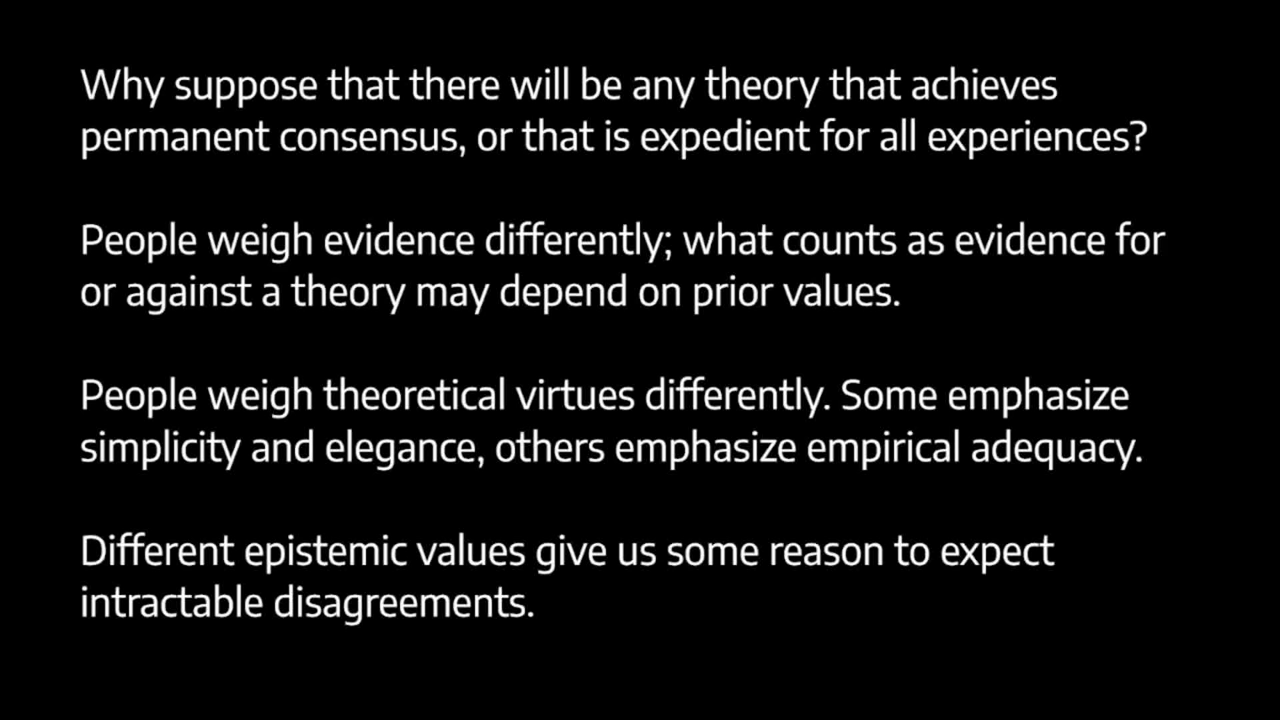 Why suppose that there will be any theory that achieves
permanent consensus, or that is expedient for all experiences?
People weigh evidence differently; what counts as evidence for
or against a theory may depend on prior values.
People weigh theoretical virtues differently. Some emphasize
simplicity and elegance, others emphasize empirical adequacy.
Different epistemic values give us some reason to expect
intractable disagreements.